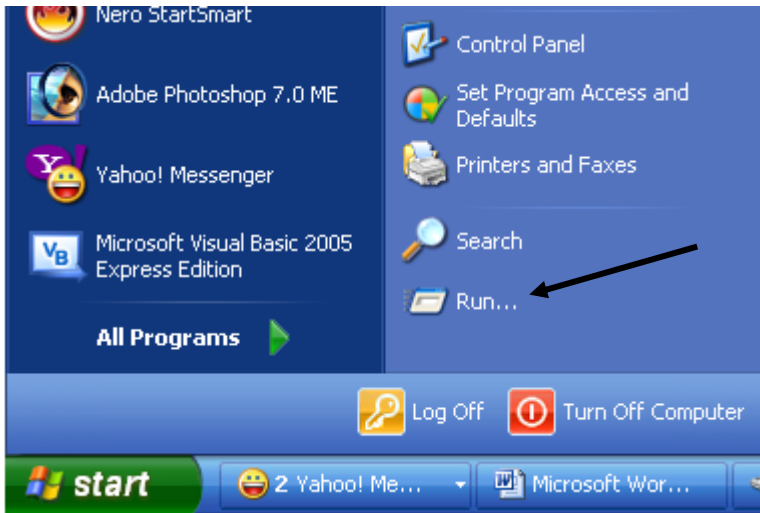 Nero StartSmart
Adobe Photoshop 7.0 ME
Yahoo! Messenger
Microsoft Visual Basic 2005
Express Edition
All Programs
Control Panel
Set Program Access and
Defaults
Printers and Faxes
Search
Run...
Log Off
Turn Off Computer
start
2 Yahoo! Me...
Microsoft Wor...